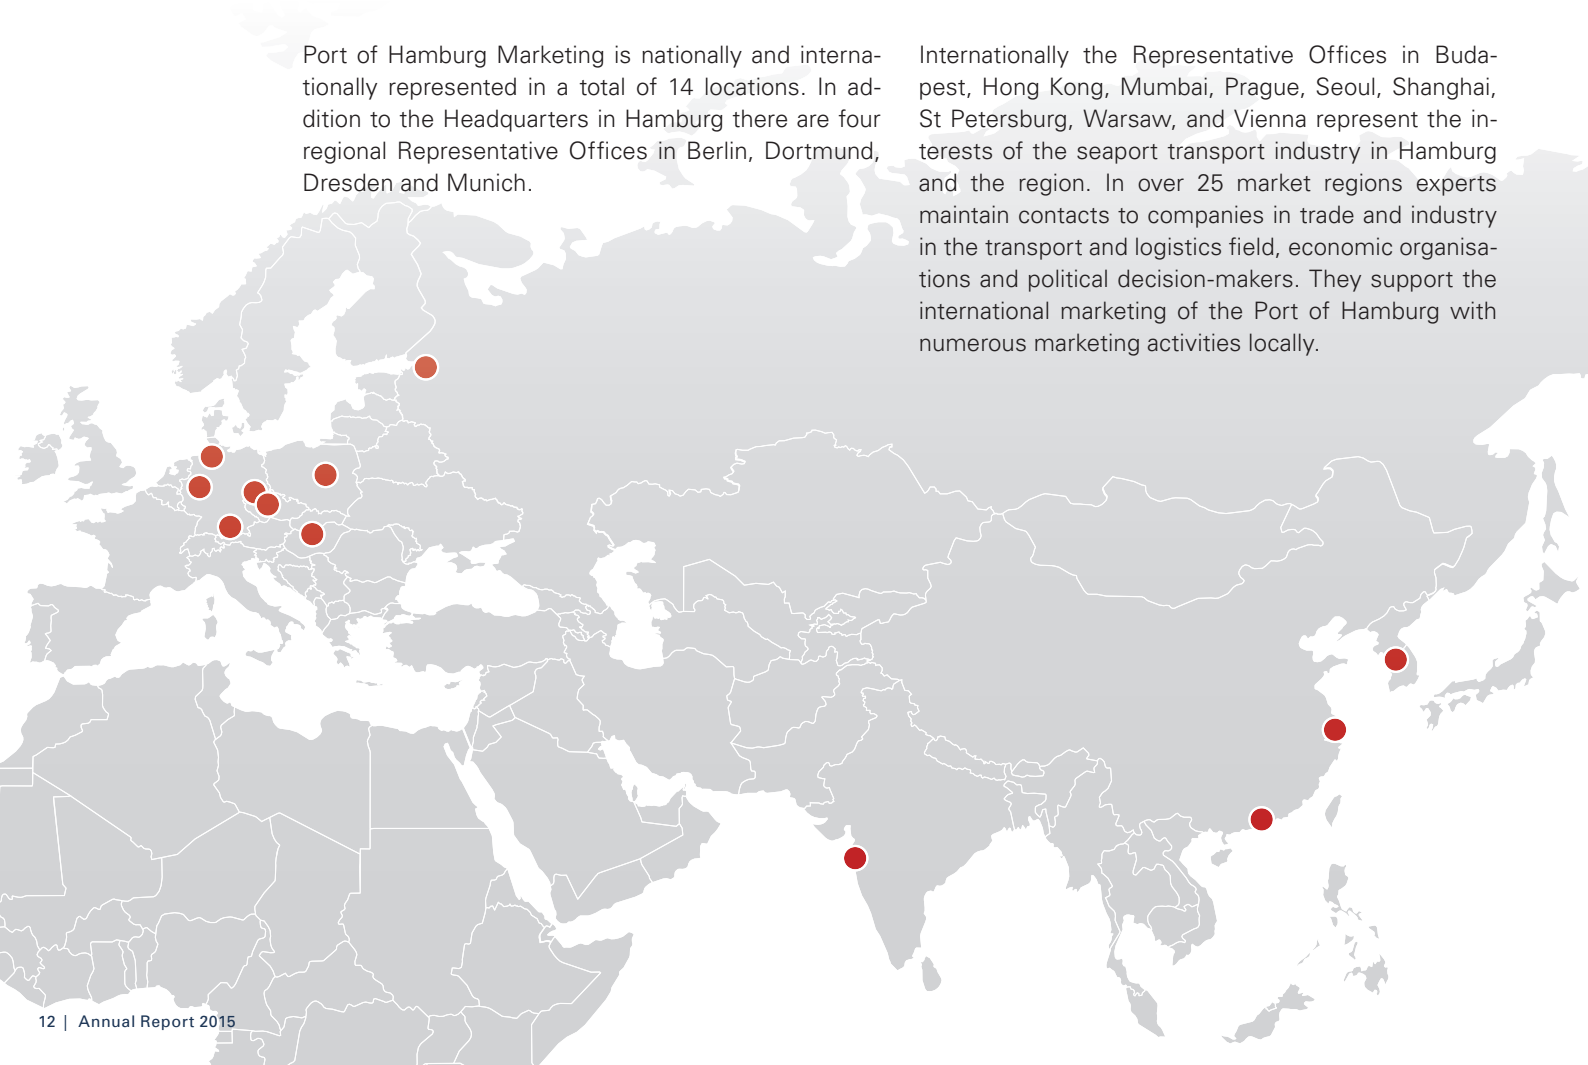 Port of Hamburg Marketing is nationally and interna-
tionally represented in a total of 14 locations. In ad-
dition to the Headquarters in Hamburg there are four
regional Representative Offices in Berlin, Dortmund,
Dresden and Munich.
Internationally the Representative Offices in Buda-
pest, Hong Kong, Mumbai, Prague, Seoul, Shanghai,
St Petersburg, Warsaw, and Vienna represent the in-
terests of the seaport transport industry in Hamburg
and the region. In over 25 market regions experts
maintain contacts to companies in trade and industry
in the transport and logistics field, economic organisa-
tions and political decision-makers. They support the
international marketing of the Port of Hamburg with
numerous marketing activities locally.
12 | Annual Report 2015